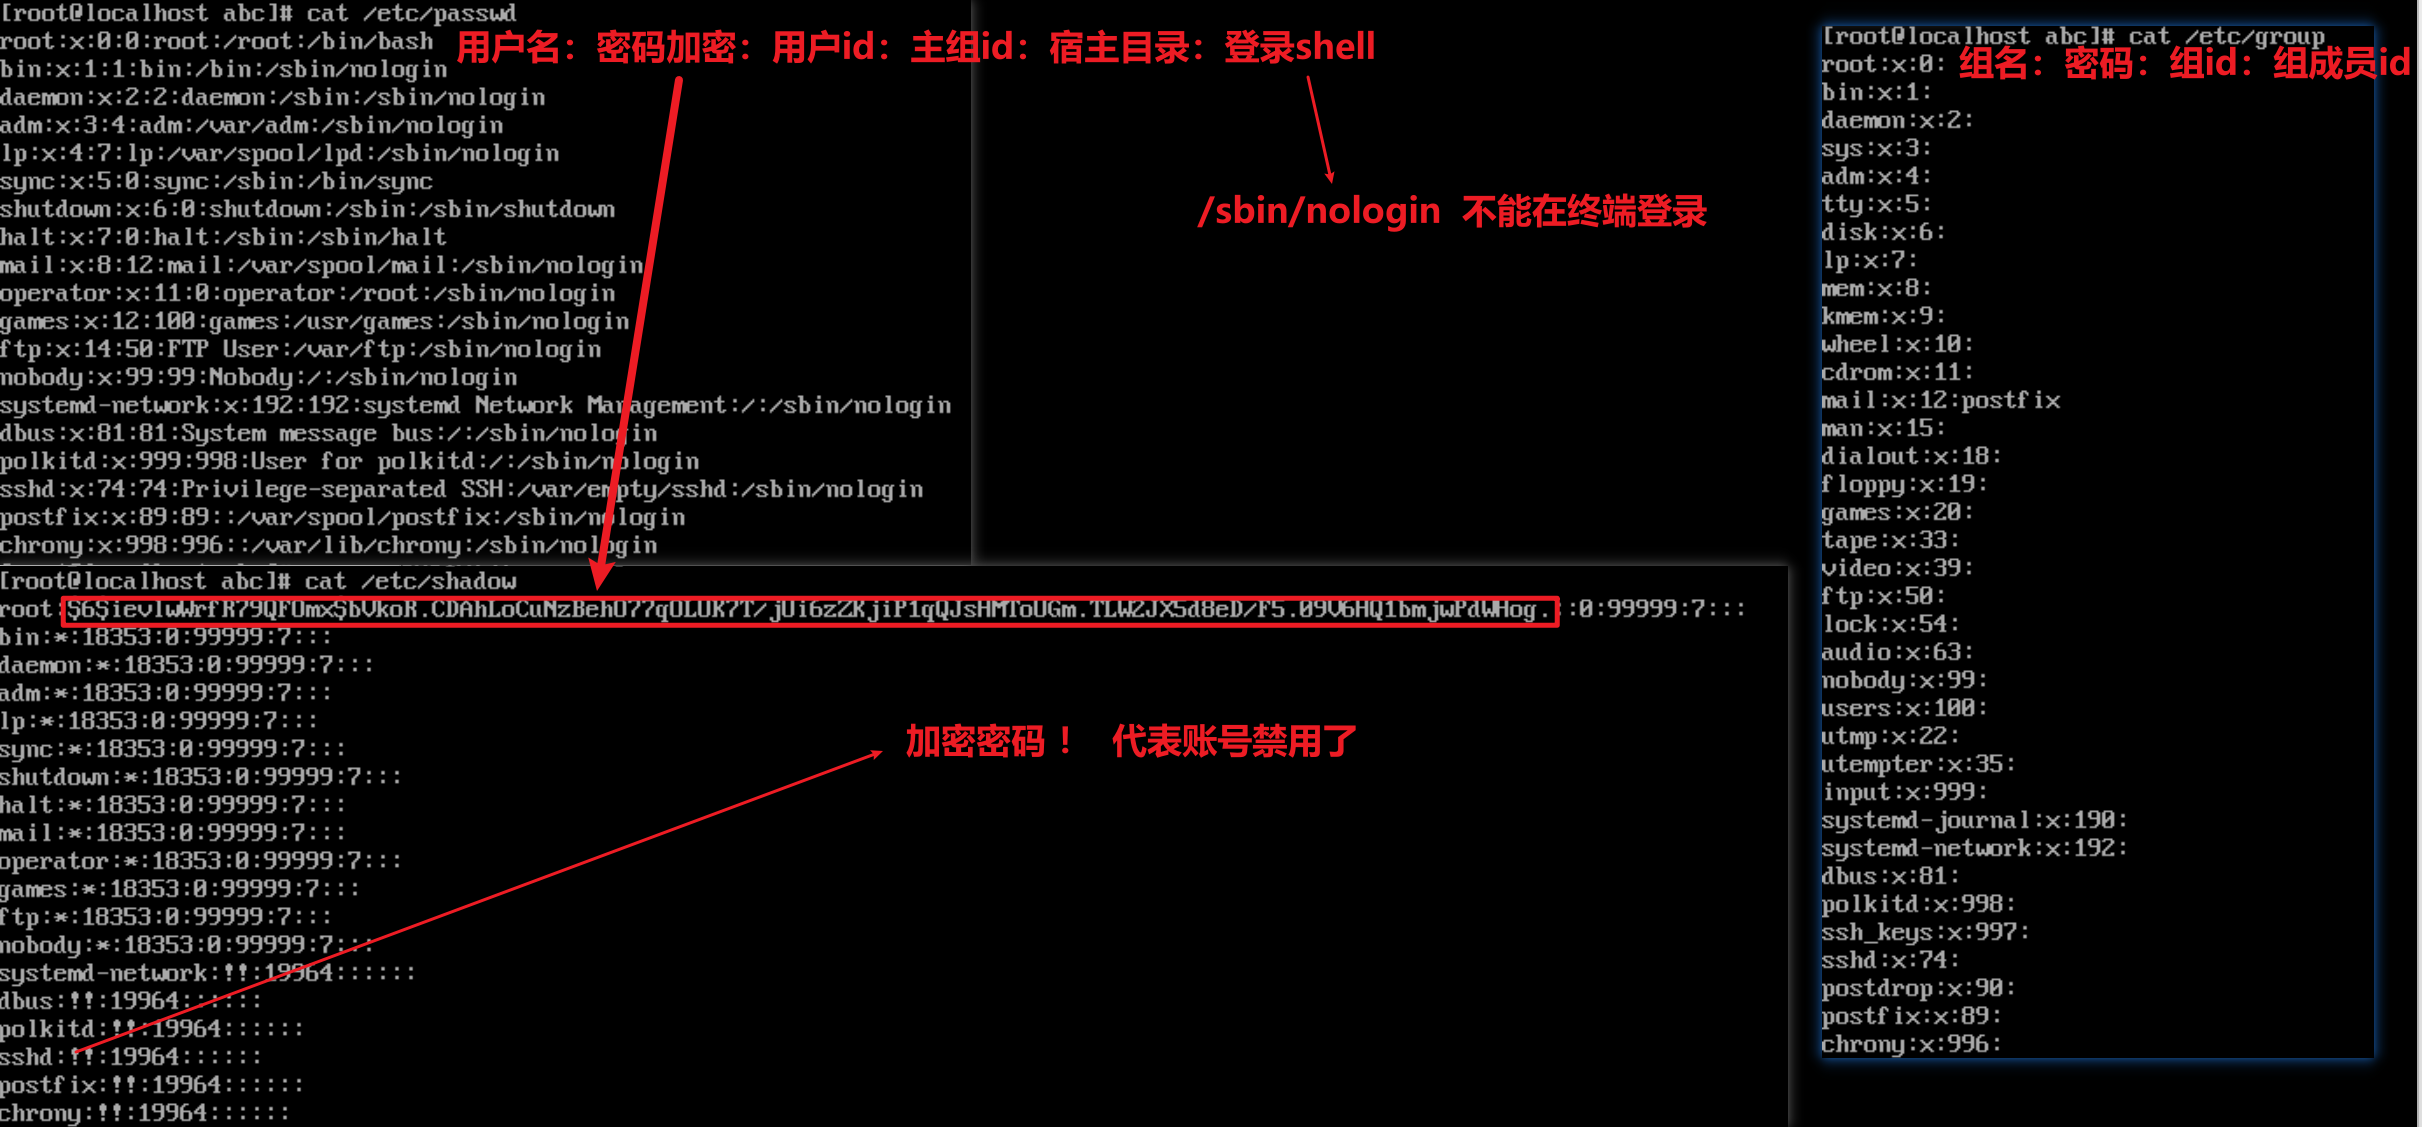 [root@localhost abc]# cat /etc/passwd
root:x:0:0:root:/root:/bin/bash
用户名：密码加密：用户id：主组id：宿主目录：登录shell
bin:x:1:1:bin:/bin:/sbin/nologin
daemon:x:2:2:daemon:/sbin:/sbin/nologin
adm:x:3:4:adm:/var/adm:/sbin/nologin
lp:x:4:7:lp:/var/spool/lpd:/sbin/nologin
sync:x:5:0:sync:/sbin:/bin/sync
shutdown:x:6:0:shutdown:/sbin:/sbin/shutdown
halt:x:7:0:halt:/sbin:/sbin/halt
mail:x:8:12:mail:/var/spool/mail:/sbin/nologin
operator:x:11:0:operator:/root:/sbin/nologin
games:x:12:100:games:/usr/games:/sbin/nologin
ftp:x:14:50:FTP User:/var/ftp:/sbin/nologin
nobody:x:99:99:Nobody:/:/sbin/nologin
systemd-network:x:192:192:systemd Network Management:/:/sbin/nologin
dbus:x:81:81:System message bus:/:/sbin/nologin
polkitd:x:999:998:User for polkitd:/:/sbin/nologin
sshd:x:74:74:Privilege-separated SSH:/var/empty/sshd:/sbin/nologin
postfix:x:89:89::/var/spool/postfix:/sbin/nologin
chrony:x:998:996::/var/lib/chrony:/sbin/nologin
/sbin/nologin 不能在终端登录
[root@localhost abc]# cat /etc/shadow
root: ::0:99999:7:::
bin:*:18353:0:99999:7:::
daemon:*:18353:0:99999:7:::
adm:*:18353:0:99999:7:::
lp:*:18353:0:99999:7:::
sync:*:18353:0:99999:7:::
shutdown:*:18353:0:99999:7:::
halt:*:18353:0:99999:7:::
mail:*:18353:0:99999:7:::
operator:*:18353:0:99999:7:::
games:*:18353:0:99999:7:::
ftp:*:18353:0:99999:7:::
nobody:*:18353:0:99999:7:::
systemd-network:!!:19964::::::
dbus:!!:19964::::::
polkitd:!!:19964::::::
sshd:!!:19964::::::
postfix:!!:19964::::::
chrony:!!:19964::::::
加密密码！ 代表账号禁用了
[root@localhost abc]# cat /etc/group
root:x:0:
组名：密码：组id：组成员id
bin:x:1:
daemon:x:2:
sys:x:3:
adm:x:4:
tty:x:5:
disk:x:6:
lp:x:7:
mem:x:8:
kmem:x:9:
wheel:x:10:
cdrom:x:11:
mail:x:12:postfix
man:x:15:
dialout:x:18:
floppy:x:19:
games:x:20:
tape:x:33:
video:x:39:
ftp:x:50:
lock:x:54:
audio:x:63:
nobody:x:99:
users:x:100:
utmp:x:22:
utempter:x:35:
input:x:999:
systemd-journal:x:190:
systemd-network:x:192:
dbus:x:81:
polkitd:x:998:
ssh_keys:x:997:
sshd:x:74:
postdrop:x:90:
postfix:x:89:
chrony:x:996: